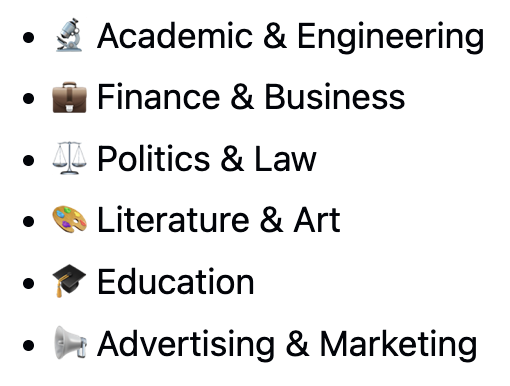 • 🔬 Academic & Engineering
• 💼 Finance & Business
• ⚖️ Politics & Law
• 🎨 Literature & Art
• 🎓 Education
• 📢 Advertising & Marketing